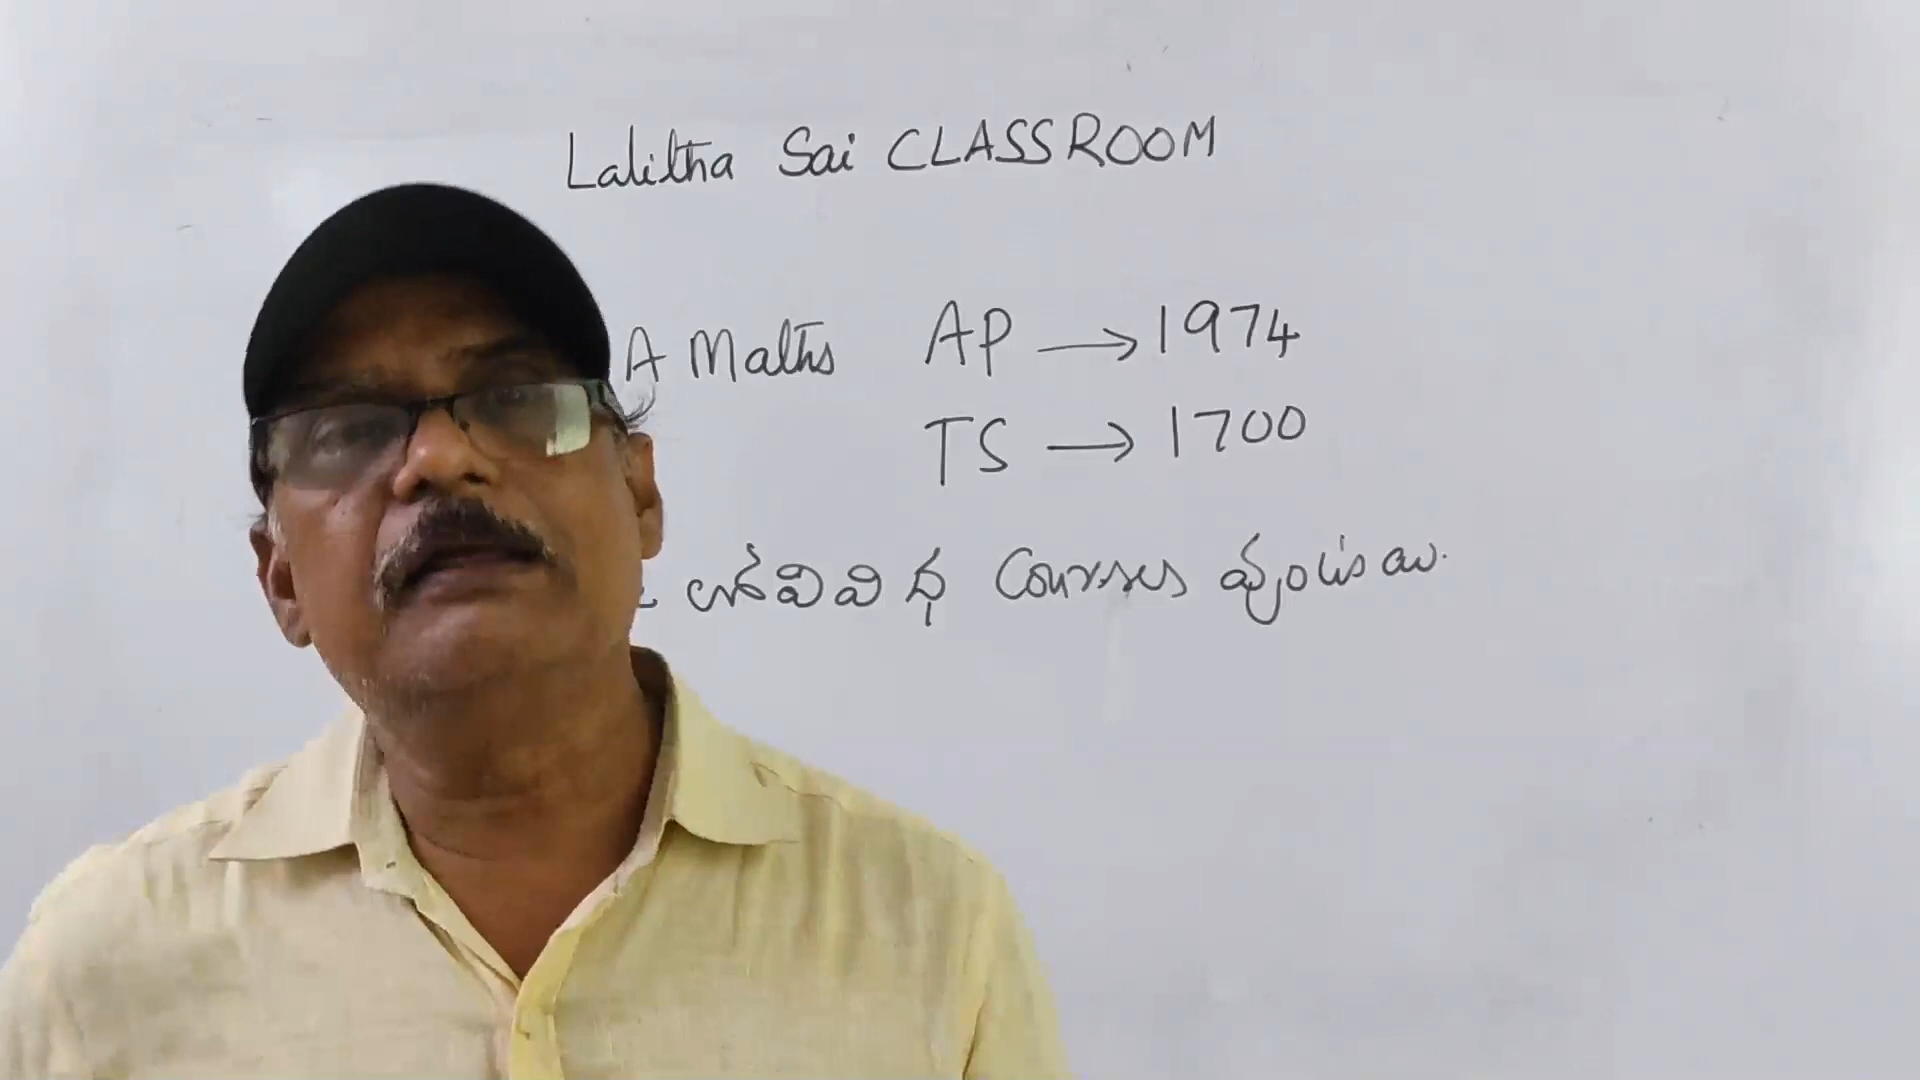 Lalitha Sai CLASSROOM
A Maths AP → 1974
TS → 1700
లో వివిధ Courses వుంటాయి.